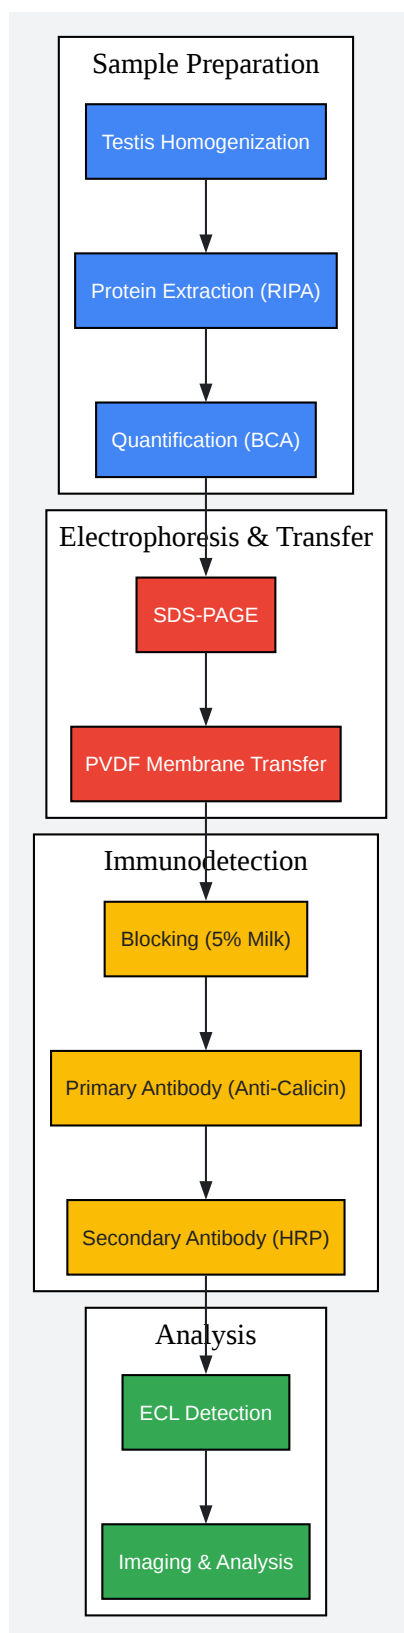 Sample Preparation
Testis Homogenization
Protein Extraction (RIPA)
Quantification (BCA)
Electrophoresis & Transfer
SDS-PAGE
PVDF Membrane Transfer
Immunodetection
Blocking (5% Milk)
Primary Antibody (Anti-Calicin)
Secondary Antibody (HRP)
Analysis
ECL Detection
Imaging & Analysis